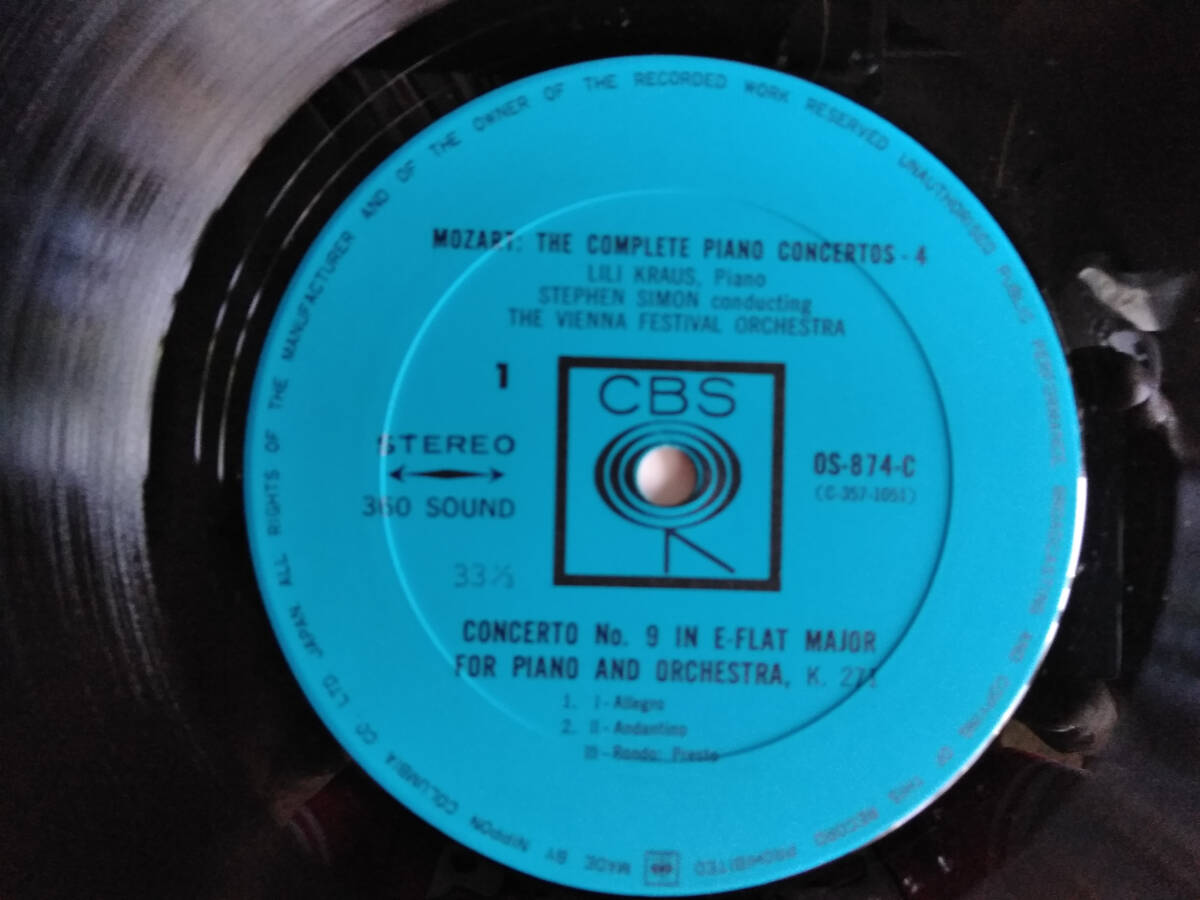 MOZART: THE COMPLETE PIANO CONCERTOS - 4
LILI KRAUS, Piano
STEPHEN SIMON conducting
THE VIENNA FESTIVAL ORCHESTRA
1
CBS
STEREO
360 SOUND
OS-874-C
(C-357-1051)
33⅓
CONCERTO No. 9 IN E-FLAT MAJOR
FOR PIANO AND ORCHESTRA, K. 271
1. I-Allegro
2. II-Andantino
III-Rondo: Presto
ALL RIGHTS OF THE MANUFACTURER AND OF THE OWNER OF THE RECORDED WORK RESERVED UNAUTHORISED PUBLIC PERFORMANCE BROADCASTING AND COPYING OF THIS RECORD PROHIBITED
MADE BY NIPPON COLUMBIA CO. LTD. JAPAN